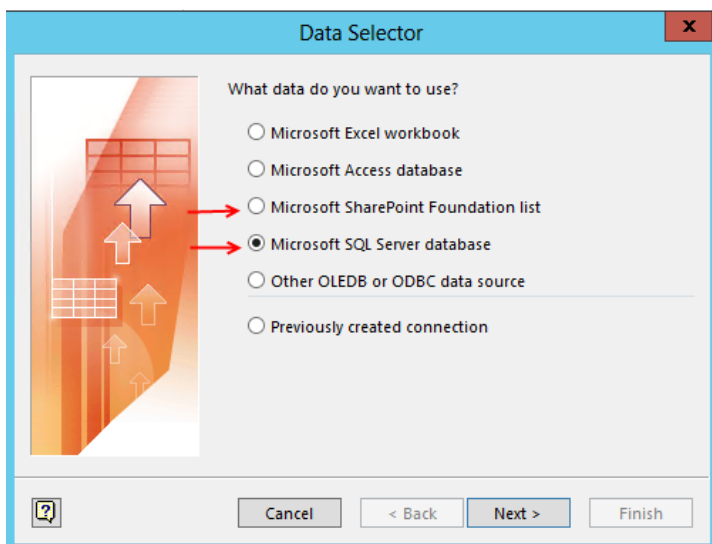 Data Selector
x
What data do you want to use?
Microsoft Excel workbook
Microsoft Access database
Microsoft SharePoint Foundation list
Microsoft SQL Server database
Other OLEDB or ODBC data source
Previously created connection
?
Cancel
< Back
Next >
Finish